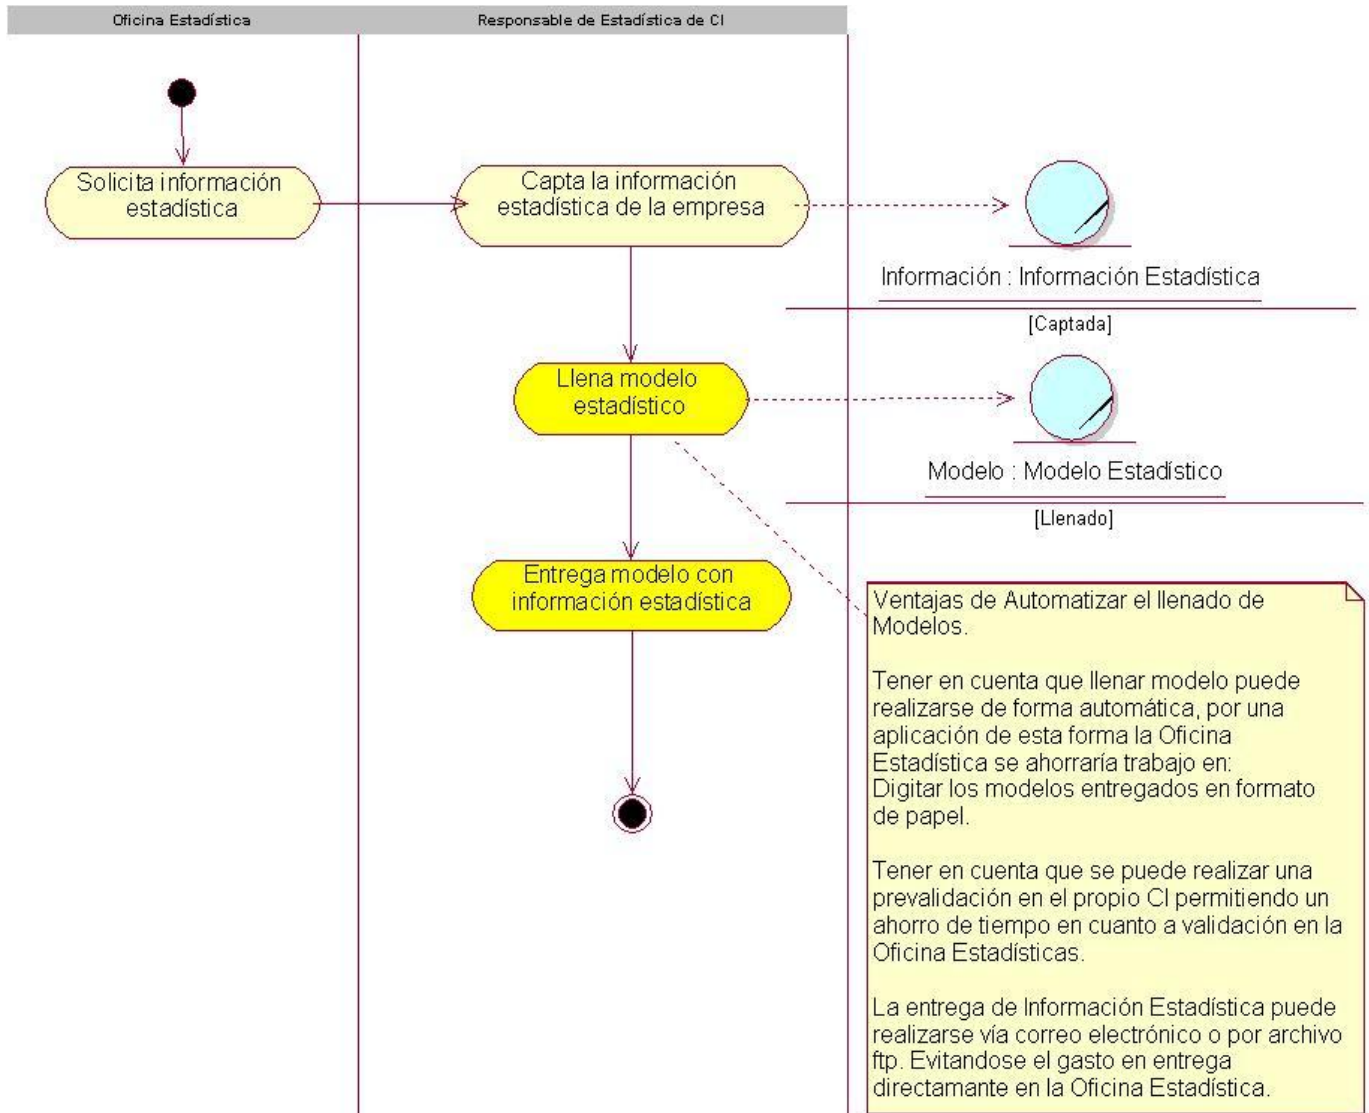 Oficina Estadística
Responsable de Estadística de CI
Solicita información
estadística
Capta la información
estadística de la empresa
Información : Información Estadística
[Captada]
Llena modelo
estadístico
Modelo : Modelo Estadístico
[Llenado]
Entrega modelo con
información estadística
Ventajas de Automatizar el llenado de
Modelos.
Tener en cuenta que llenar modelo puede
realizarse de forma automática, por una
aplicación de esta forma la Oficina
Estadística se ahorraría trabajo en:
Digitar los modelos entregados en formato
de papel.
Tener en cuenta que se puede realizar una
prevalidación en el propio CI permitiendo un
ahorro de tiempo en cuanto a validación en la
Oficina Estadísticas.
La entrega de Información Estadística puede
realizarse vía correo electrónico o por archivo
ftp. Evitandose el gasto en entrega
directamante en la Oficina Estadística.